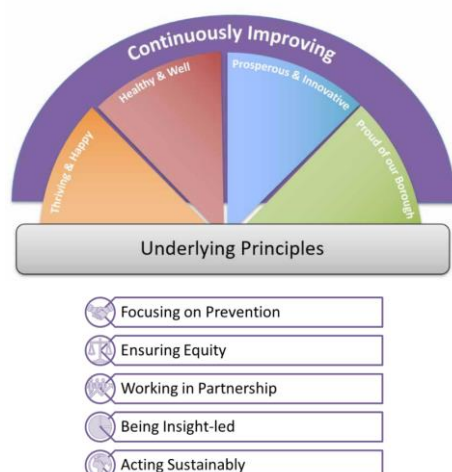 Continuously Improving
Thriving & Happy
Healthy & Well
Prosperous & Innovative
Proud of our Borough
Underlying Principles
Focusing on Prevention
Ensuring Equity
Working in Partnership
Being Insight-led
Acting Sustainably